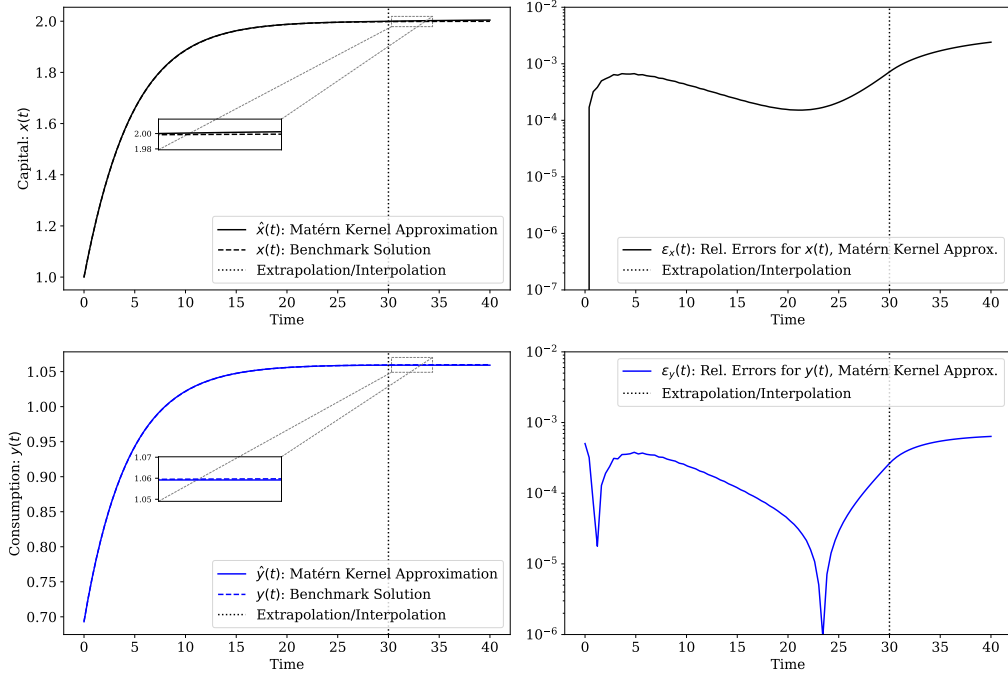 2.0
1.8
1.6
1.4
1.2
1.0
Capital: x(t)
2.00
1.98
x̂(t): Matérn Kernel Approximation
x(t): Benchmark Solution
Extrapolation/Interpolation
0 5 10 15 20 25 30 35 40
Time
10⁻²
10⁻³
10⁻⁴
10⁻⁵
10⁻⁶
10⁻⁷
εₓ(t): Rel. Errors for x(t), Matérn Kernel Approx.
Extrapolation/Interpolation
0 5 10 15 20 25 30 35 40
Time
1.05
1.00
0.95
0.90
0.85
0.80
0.75
0.70
Consumption: y(t)
1.07
1.06
1.05
ŷ(t): Matérn Kernel Approximation
y(t): Benchmark Solution
Extrapolation/Interpolation
0 5 10 15 20 25 30 35 40
Time
10⁻²
10⁻³
10⁻⁴
10⁻⁵
10⁻⁶
ε_y(t): Rel. Errors for y(t), Matérn Kernel Approx.
Extrapolation/Interpolation
0 5 10 15 20 25 30 35 40
Time